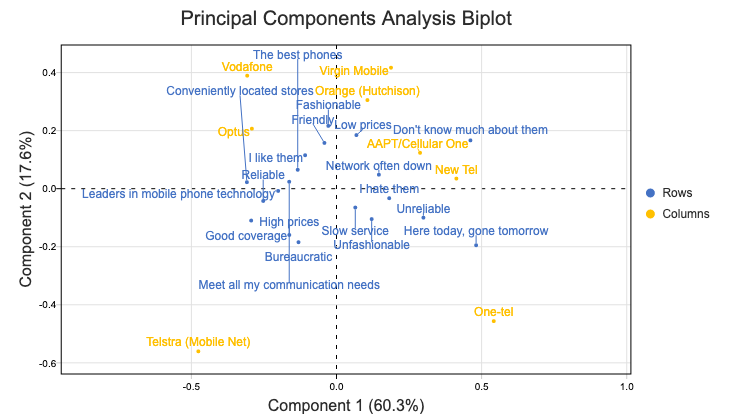 Principal Components Analysis Biplot
The best phones
Vodafone
Virgin Mobile
0.4
Conveniently located stores
Orange (Hutchison)
Fashionable
Friendly
Low prices
Optus
Don't know much about them
0.2
AAPT/Cellular One
I like them
Network often down
New Tel
Reliable
Rows
I hate them
0.0
Leaders in mobile phone technology
Unreliable
Columns
High prices
Slow service
Here today, gone tomorrow
Good coverage
Unfashionable
-0.2
Bureaucratic
Meet all my communication needs
-0.4
One-tel
Telstra (Mobile Net)
-0.6
Component 2 (17.6%)
-0.5
0.0
0.5
1.0
Component 1 (60.3%)